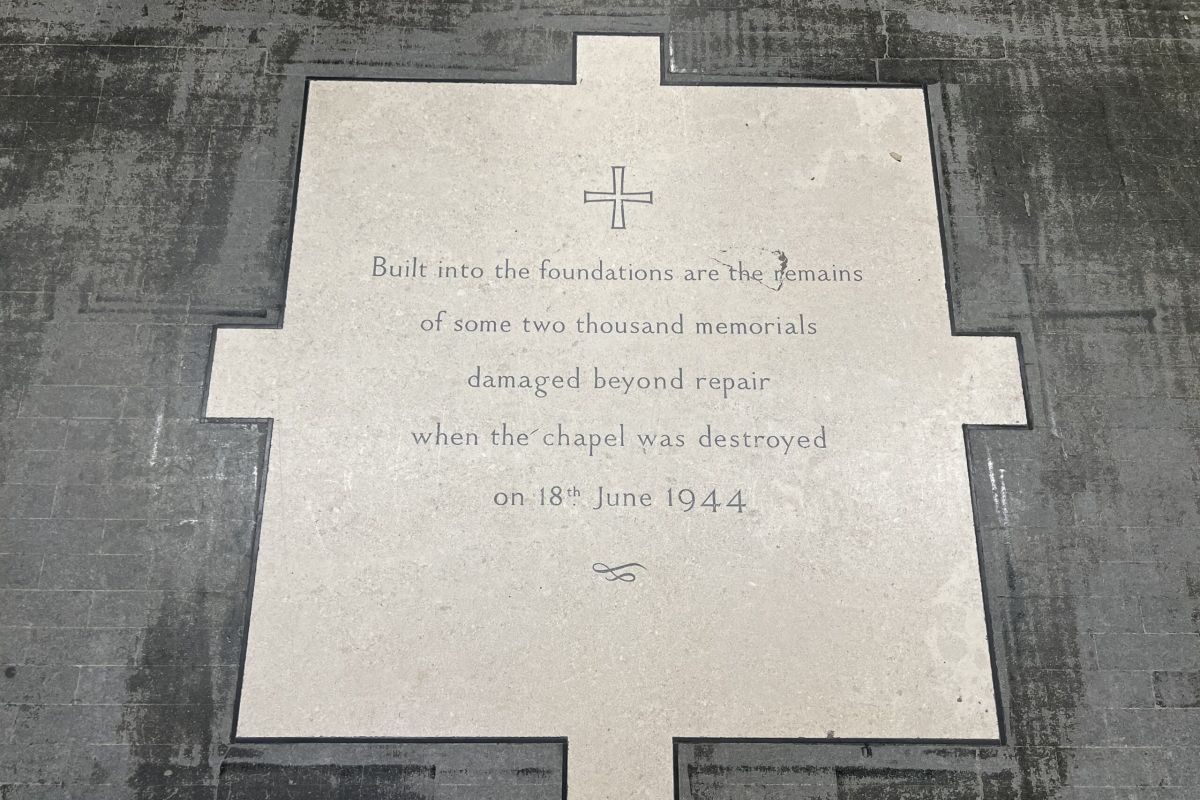 Built into the foundations are the remains
of some two thousand memorials
damaged beyond repair
when the chapel was destroyed
on 18th June 1944